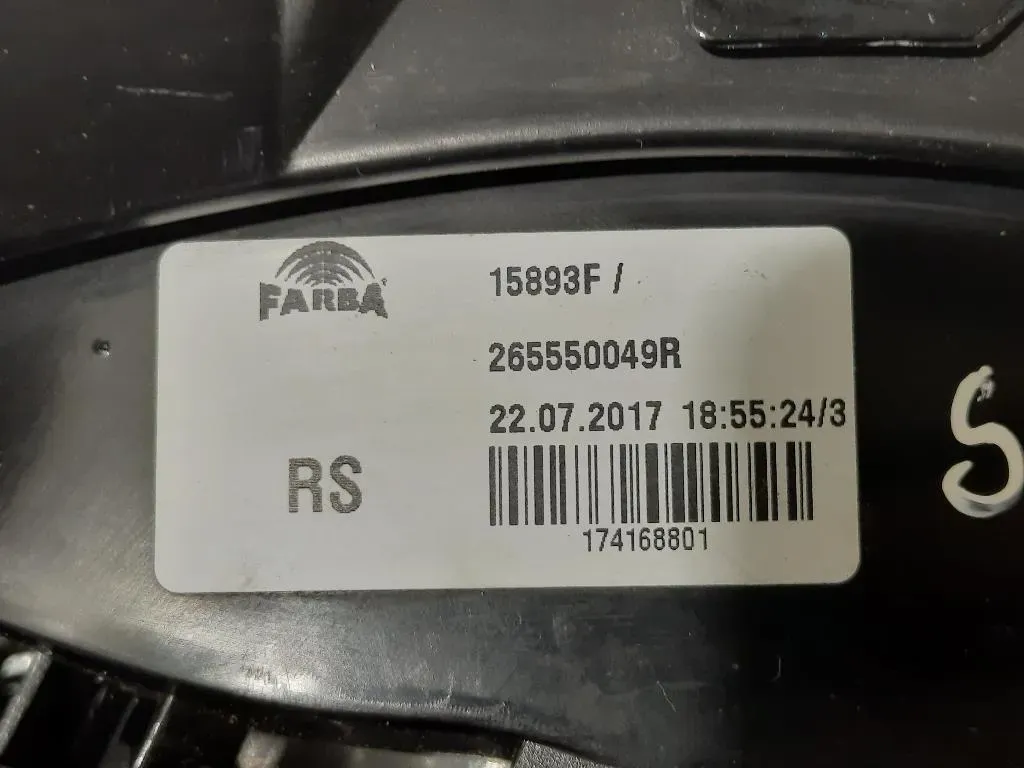 FARBA
15893F /
265550049R
22.07.2017 18:55:24/3
RS
174168801
S